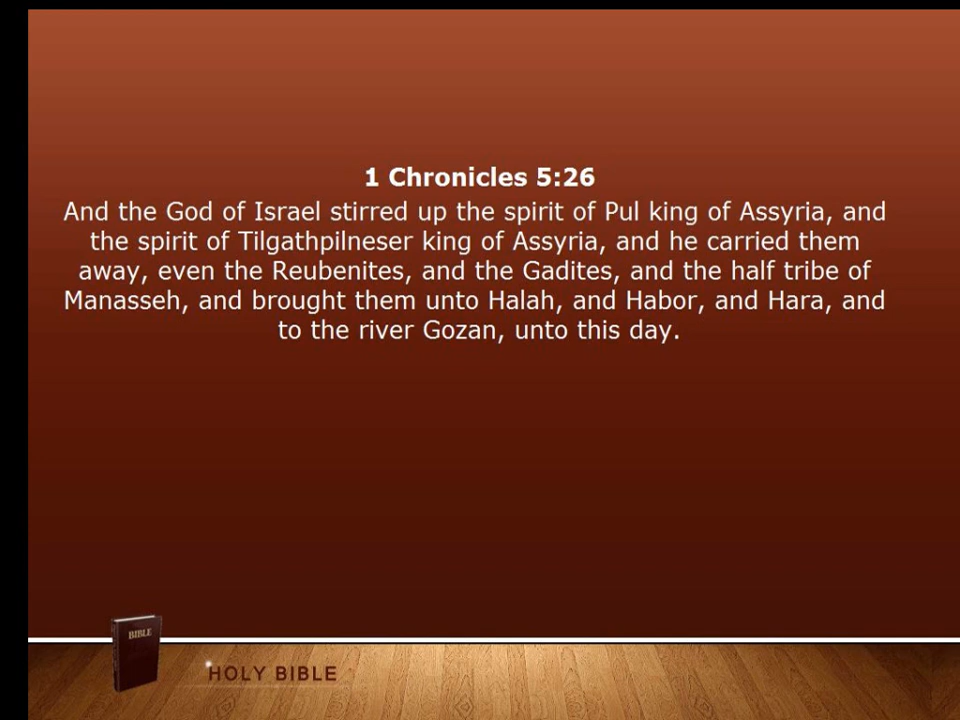 1 Chronicles 5:26
And the God of Israel stirred up the spirit of Pul king of Assyria, and
the spirit of Tilgathpilneser king of Assyria, and he carried them
away, even the Reubenites, and the Gadites, and the half tribe of
Manasseh, and brought them unto Halah, and Habor, and Hara, and
to the river Gozan, unto this day.
BIBLE
HOLY BIBLE